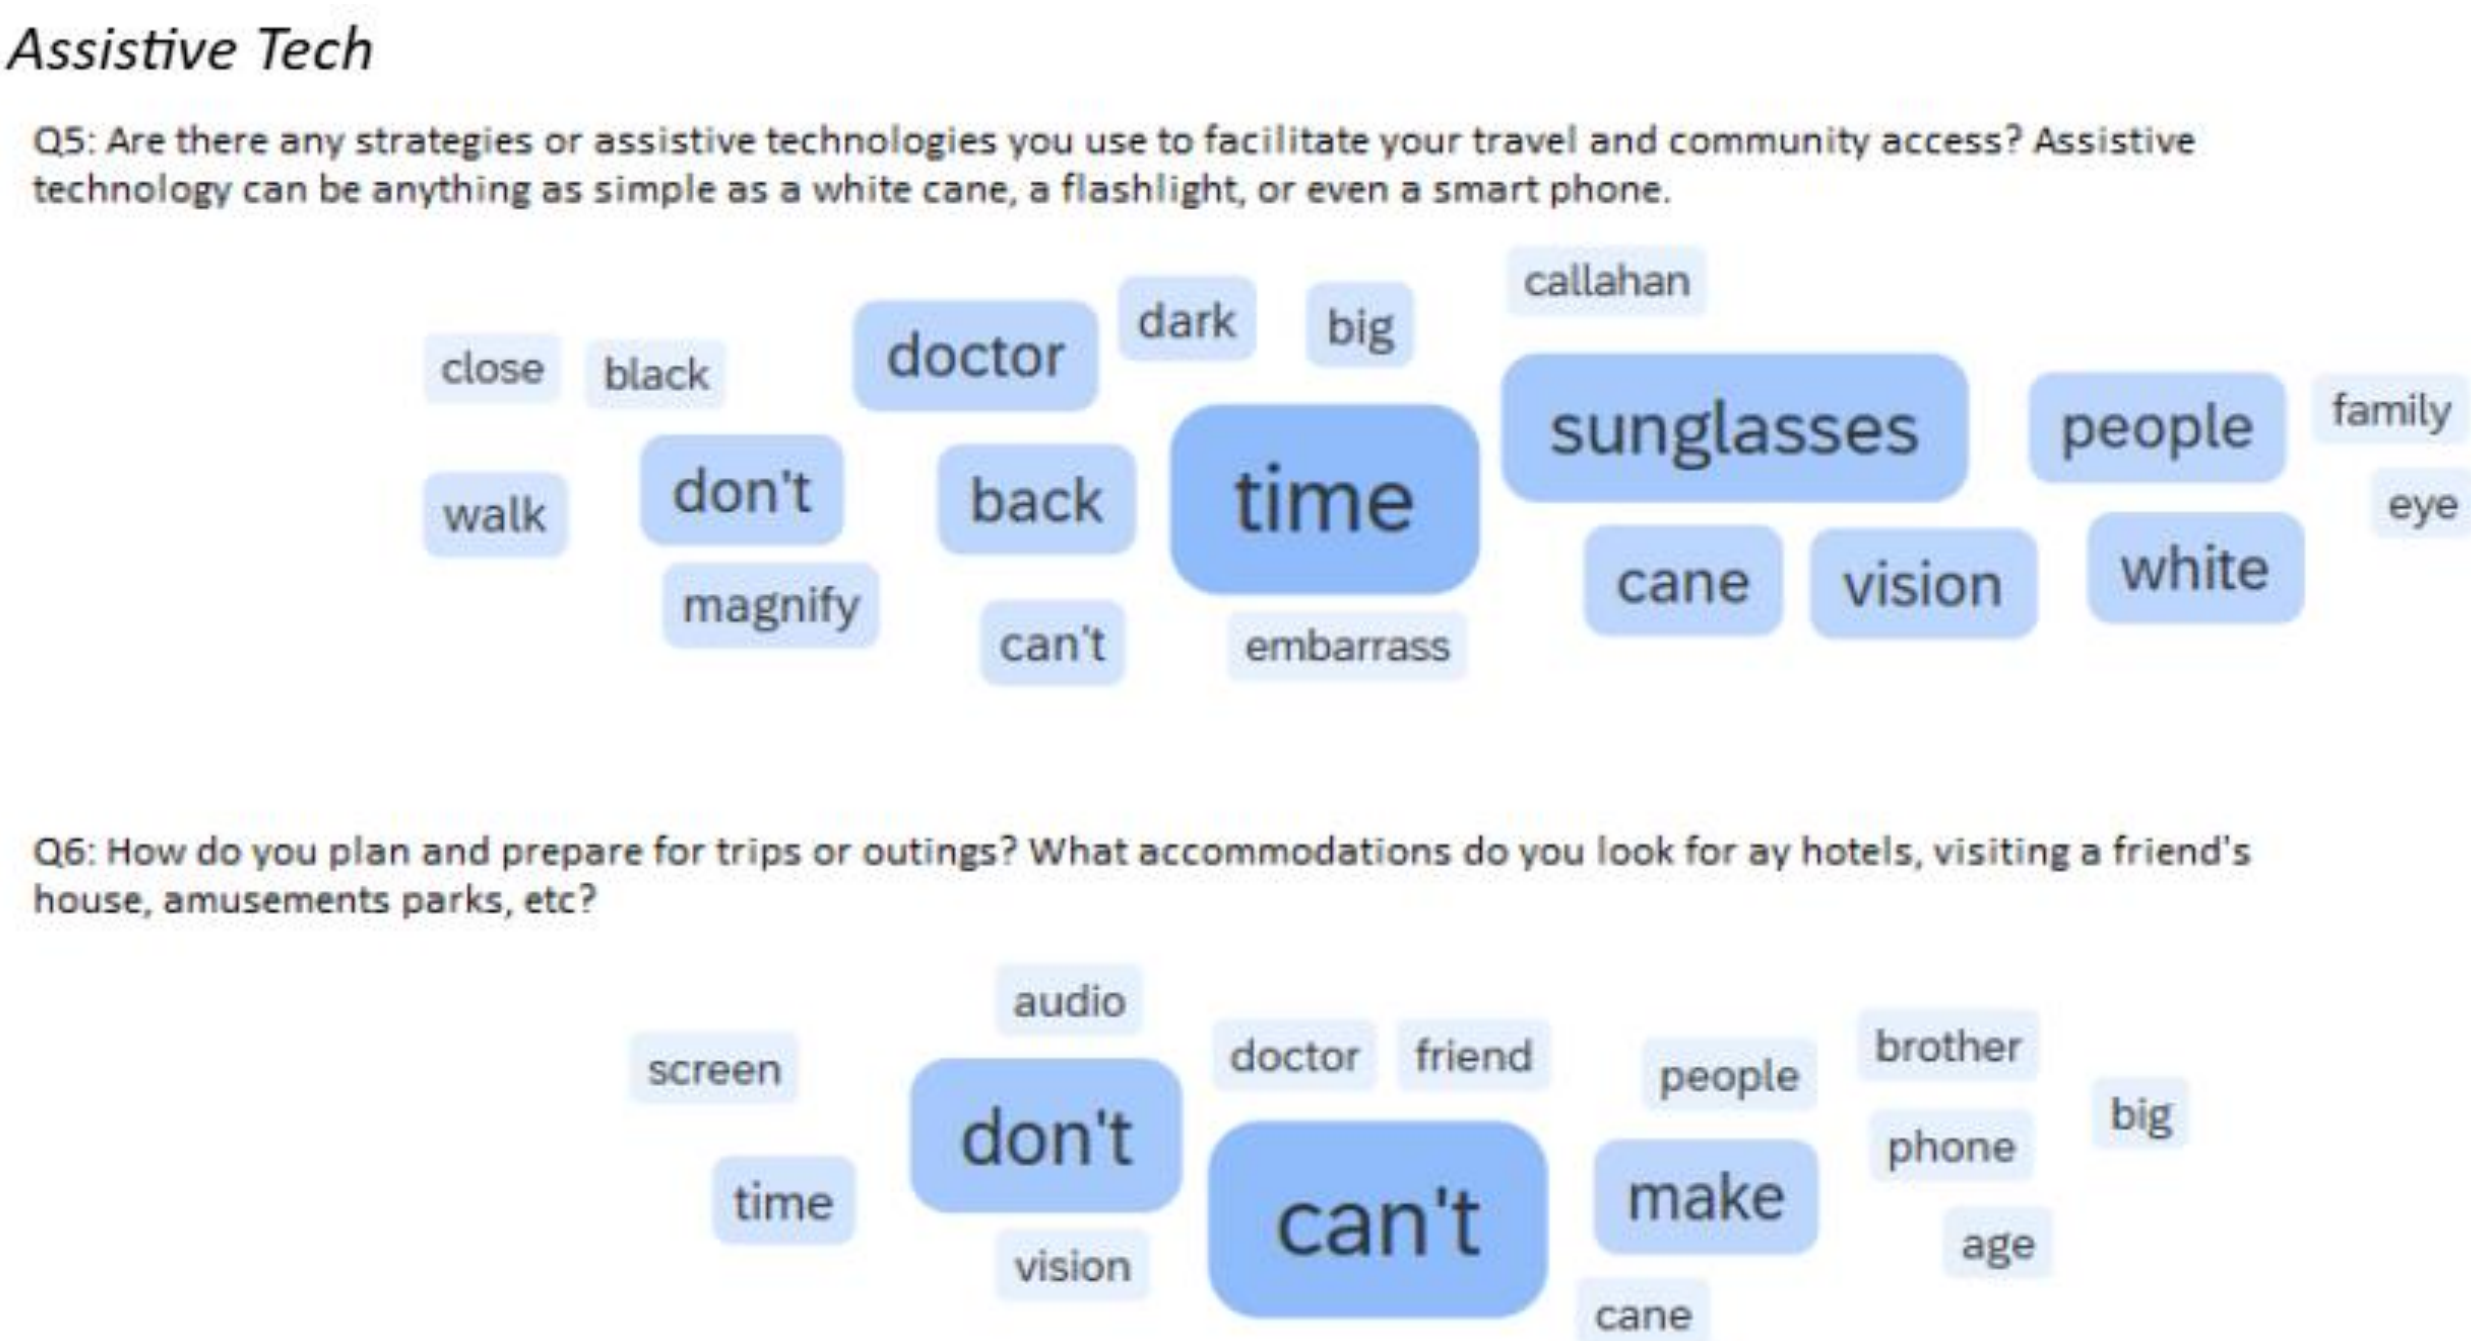 Assistive Tech
Q5: Are there any strategies or assistive technologies you use to facilitate your travel and community access? Assistive
technology can be anything as simple as a white cane, a flashlight, or even a smart phone.
callahan
dark big
doctor
close black
sunglasses people family
don't back time eye
walk
cane vision white
magnify
can't embarrass
Q6: How do you plan and prepare for trips or outings? What accommodations do you look for ay hotels, visiting a friend's
house, amusements parks, etc?
audio
screen doctor friend people brother
don't phone big
time can't make
vision age
cane